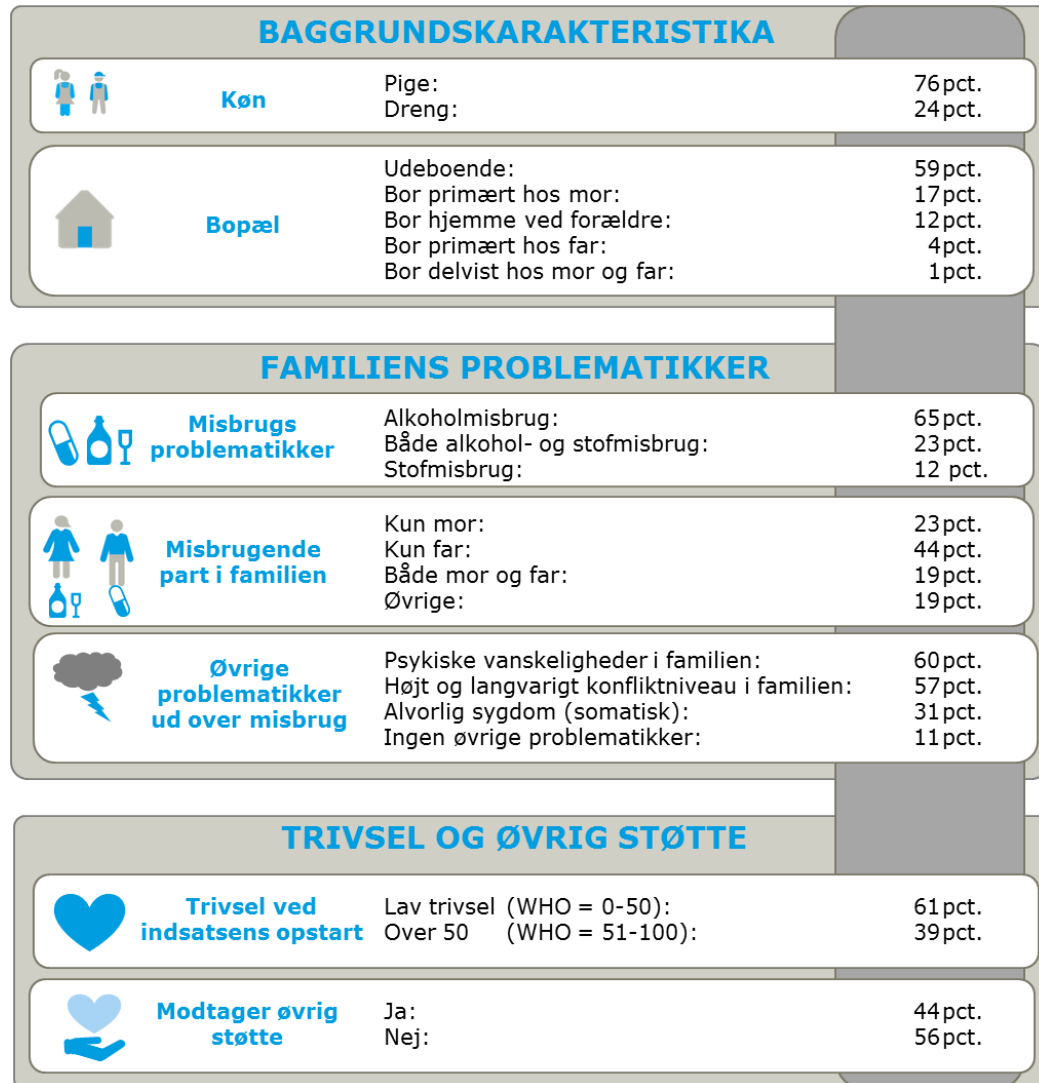 BAGGRUNDSKARAKTERISTIKA
Køn
Pige: 76pct.
Dreng: 24pct.
Bopæl
Udeboende: 59pct.
Bor primært hos mor: 17pct.
Bor hjemme ved forældre: 12pct.
Bor primært hos far: 4pct.
Bor delvist hos mor og far: 1pct.
FAMILIENS PROBLEMATIKKER
Misbrugs
problematikker
Alkoholmisbrug: 65pct.
Både alkohol- og stofmisbrug: 23pct.
Stofmisbrug: 12 pct.
Misbrugende
part i familien
Kun mor: 23pct.
Kun far: 44pct.
Både mor og far: 19pct.
Øvrige: 19pct.
Øvrige
problematikker
ud over misbrug
Psykiske vanskeligheder i familien: 60pct.
Højt og langvarigt konfliktniveau i familien: 57pct.
Alvorlig sygdom (somatisk): 31pct.
Ingen øvrige problematikker: 11pct.
TRIVSEL OG ØVRIG STØTTE
Trivsel ved
indsatsens opstart
Lav trivsel (WHO = 0-50): 61pct.
Over 50 (WHO = 51-100): 39pct.
Modtager øvrig
støtte
Ja: 44pct.
Nej: 56pct.